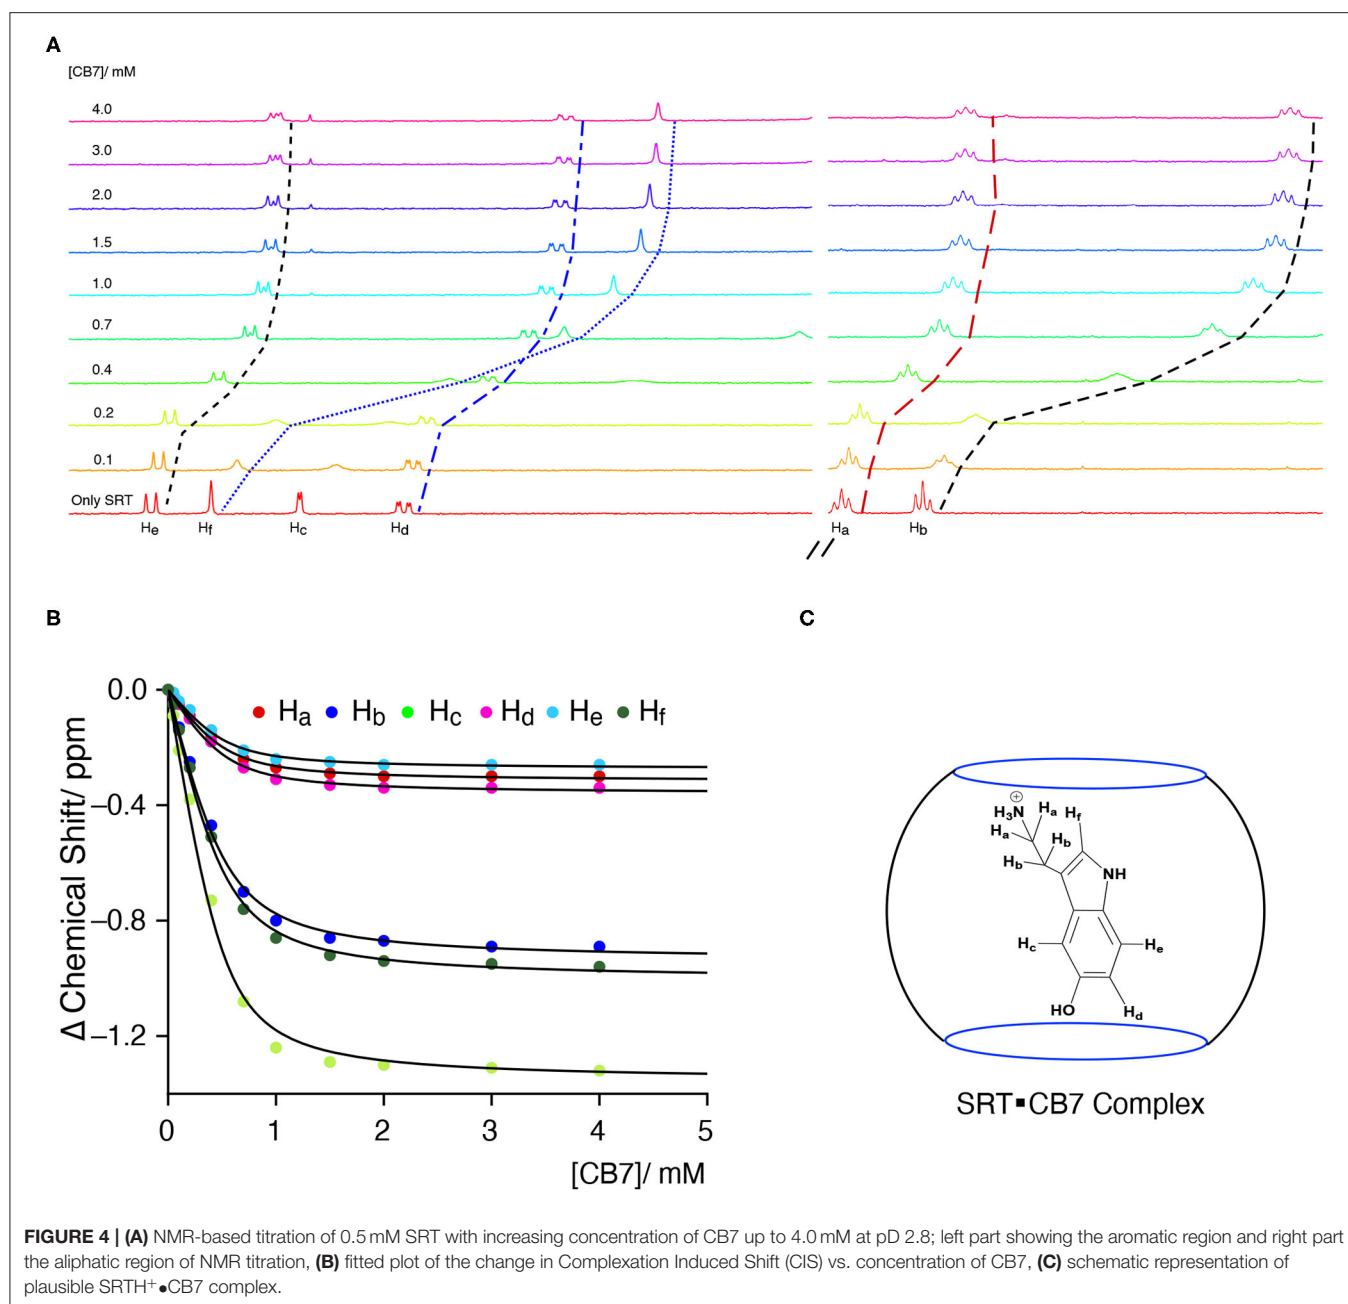 A
[CB7]/ mM
4.0
3.0
2.0
1.5
1.0
0.7
0.4
0.2
0.1
Only SRT
He Hf Hc Hd Ha Hb
B
C
0.0
−0.4
−0.8
−1.2
Δ Chemical Shift/ ppm
Ha Hb Hc Hd He Hf
0 1 2 3 4 5
[CB7]/ mM
⊕
H3N Ha Hf
Ha Hb
Hb NH
Hc He
HO Hd
SRT▪CB7 Complex
FIGURE 4 | (A) NMR-based titration of 0.5 mM SRT with increasing concentration of CB7 up to 4.0 mM at pD 2.8; left part showing the aromatic region and right part
the aliphatic region of NMR titration, (B) fitted plot of the change in Complexation Induced Shift (CIS) vs. concentration of CB7, (C) schematic representation of
plausible SRTH+●CB7 complex.